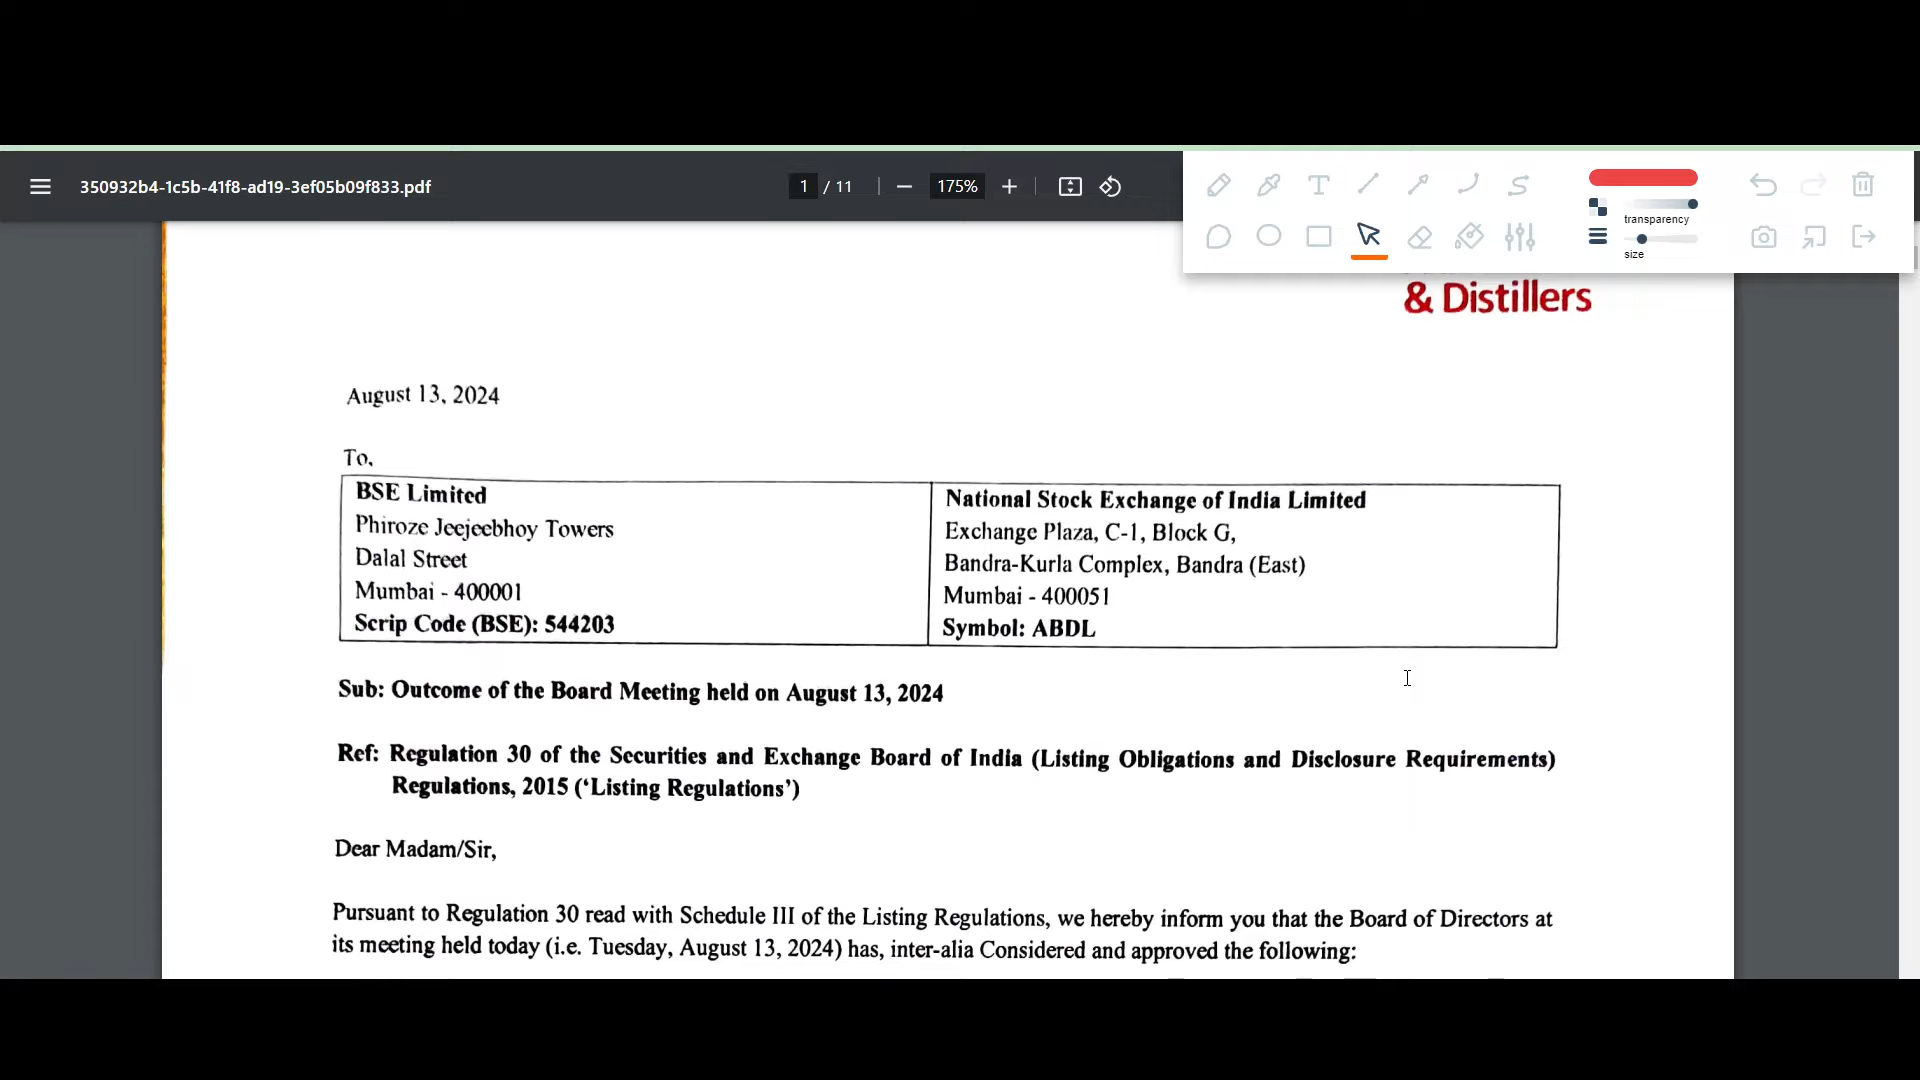 350932b4-1c5b-41f8-ad19-3ef05b09f833.pdf
1 / 11
175%
transparency
size
& Distillers
August 13, 2024
To,
BSE Limited
Phiroze Jeejeebhoy Towers
Dalal Street
Mumbai - 400001
Scrip Code (BSE): 544203
National Stock Exchange of India Limited
Exchange Plaza, C-1, Block G,
Bandra-Kurla Complex, Bandra (East)
Mumbai - 400051
Symbol: ABDL
Sub: Outcome of the Board Meeting held on August 13, 2024
Ref: Regulation 30 of the Securities and Exchange Board of India (Listing Obligations and Disclosure Requirements)
Regulations, 2015 (‘Listing Regulations’)
Dear Madam/Sir,
Pursuant to Regulation 30 read with Schedule III of the Listing Regulations, we hereby inform you that the Board of Directors at
its meeting held today (i.e. Tuesday, August 13, 2024) has, inter-alia Considered and approved the following: